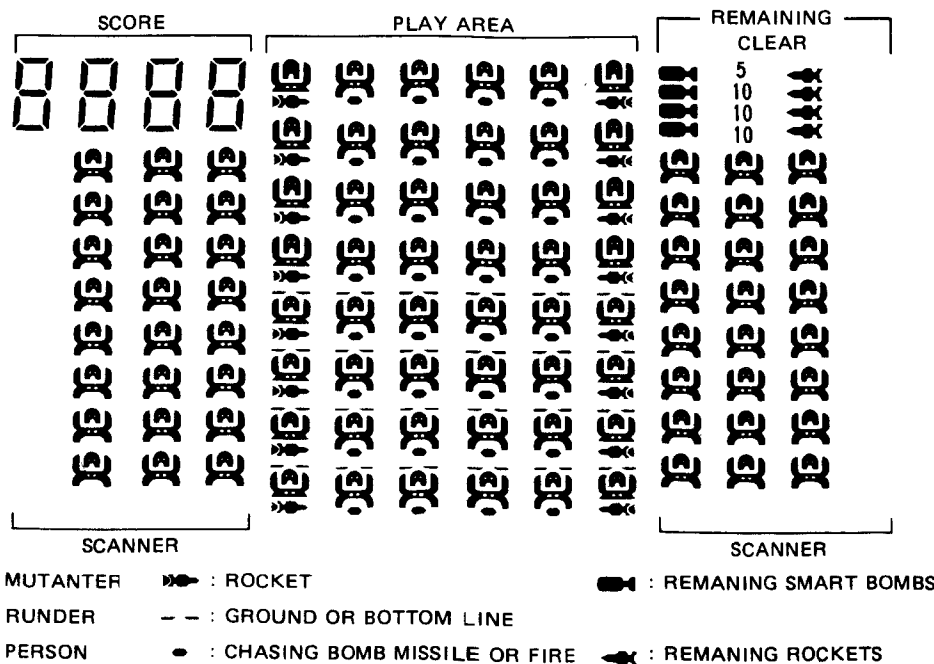 SCORE
PLAY AREA
REMAINING
CLEAR
8888
5
10
10
10
SCANNER
SCANNER
MUTANTER : ROCKET : REMANING SMART BOMBS
RUNDER : GROUND OR BOTTOM LINE
PERSON : CHASING BOMB MISSILE OR FIRE : REMANING ROCKETS